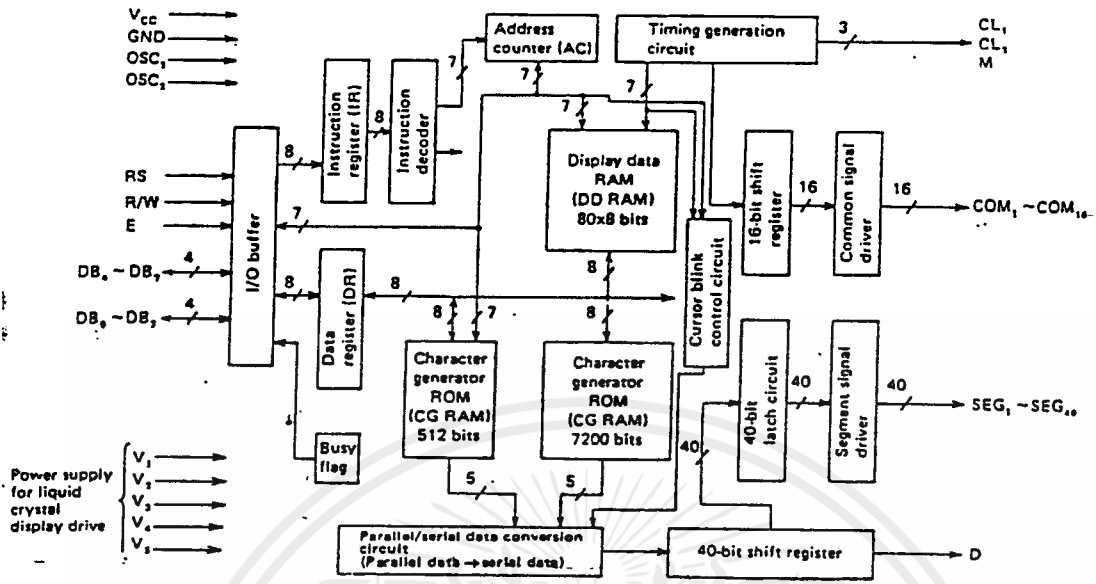 V_CC
GND
OSC₁
OSC₂
Address
counter (AC)
Timing generation
circuit
3
CL₁
CL₂
M
7
7
7
7
Instruction
register (IR)
8
Instruction
decoder
8
I/O buffer
RS
R/W
E
7
DB₄ ~ DB₇
4
DB₀ ~ DB₃
4
8
Data
register (DR)
8
Display data
RAM
(DD RAM)
80x8 bits
8
8
8
7
Cursor blink
control circuit
16-bit shift
register
16
Common signal
driver
16
COM₁ ~COM₁₆
Character
generator
ROM
(CG RAM)
512 bits
Character
generator
ROM
(CG RAM)
7200 bits
40-bit
latch circuit
40
Segment signal
driver
40
SEG₁ ~SEG₄₀
40
Busy
flag
5
5
Power supply
for liquid
crystal
display drive
V₁
V₂
V₃
V₄
V₅
Parallel/serial data conversion
circuit
(Parallel data → serial data)
40-bit shift register
D